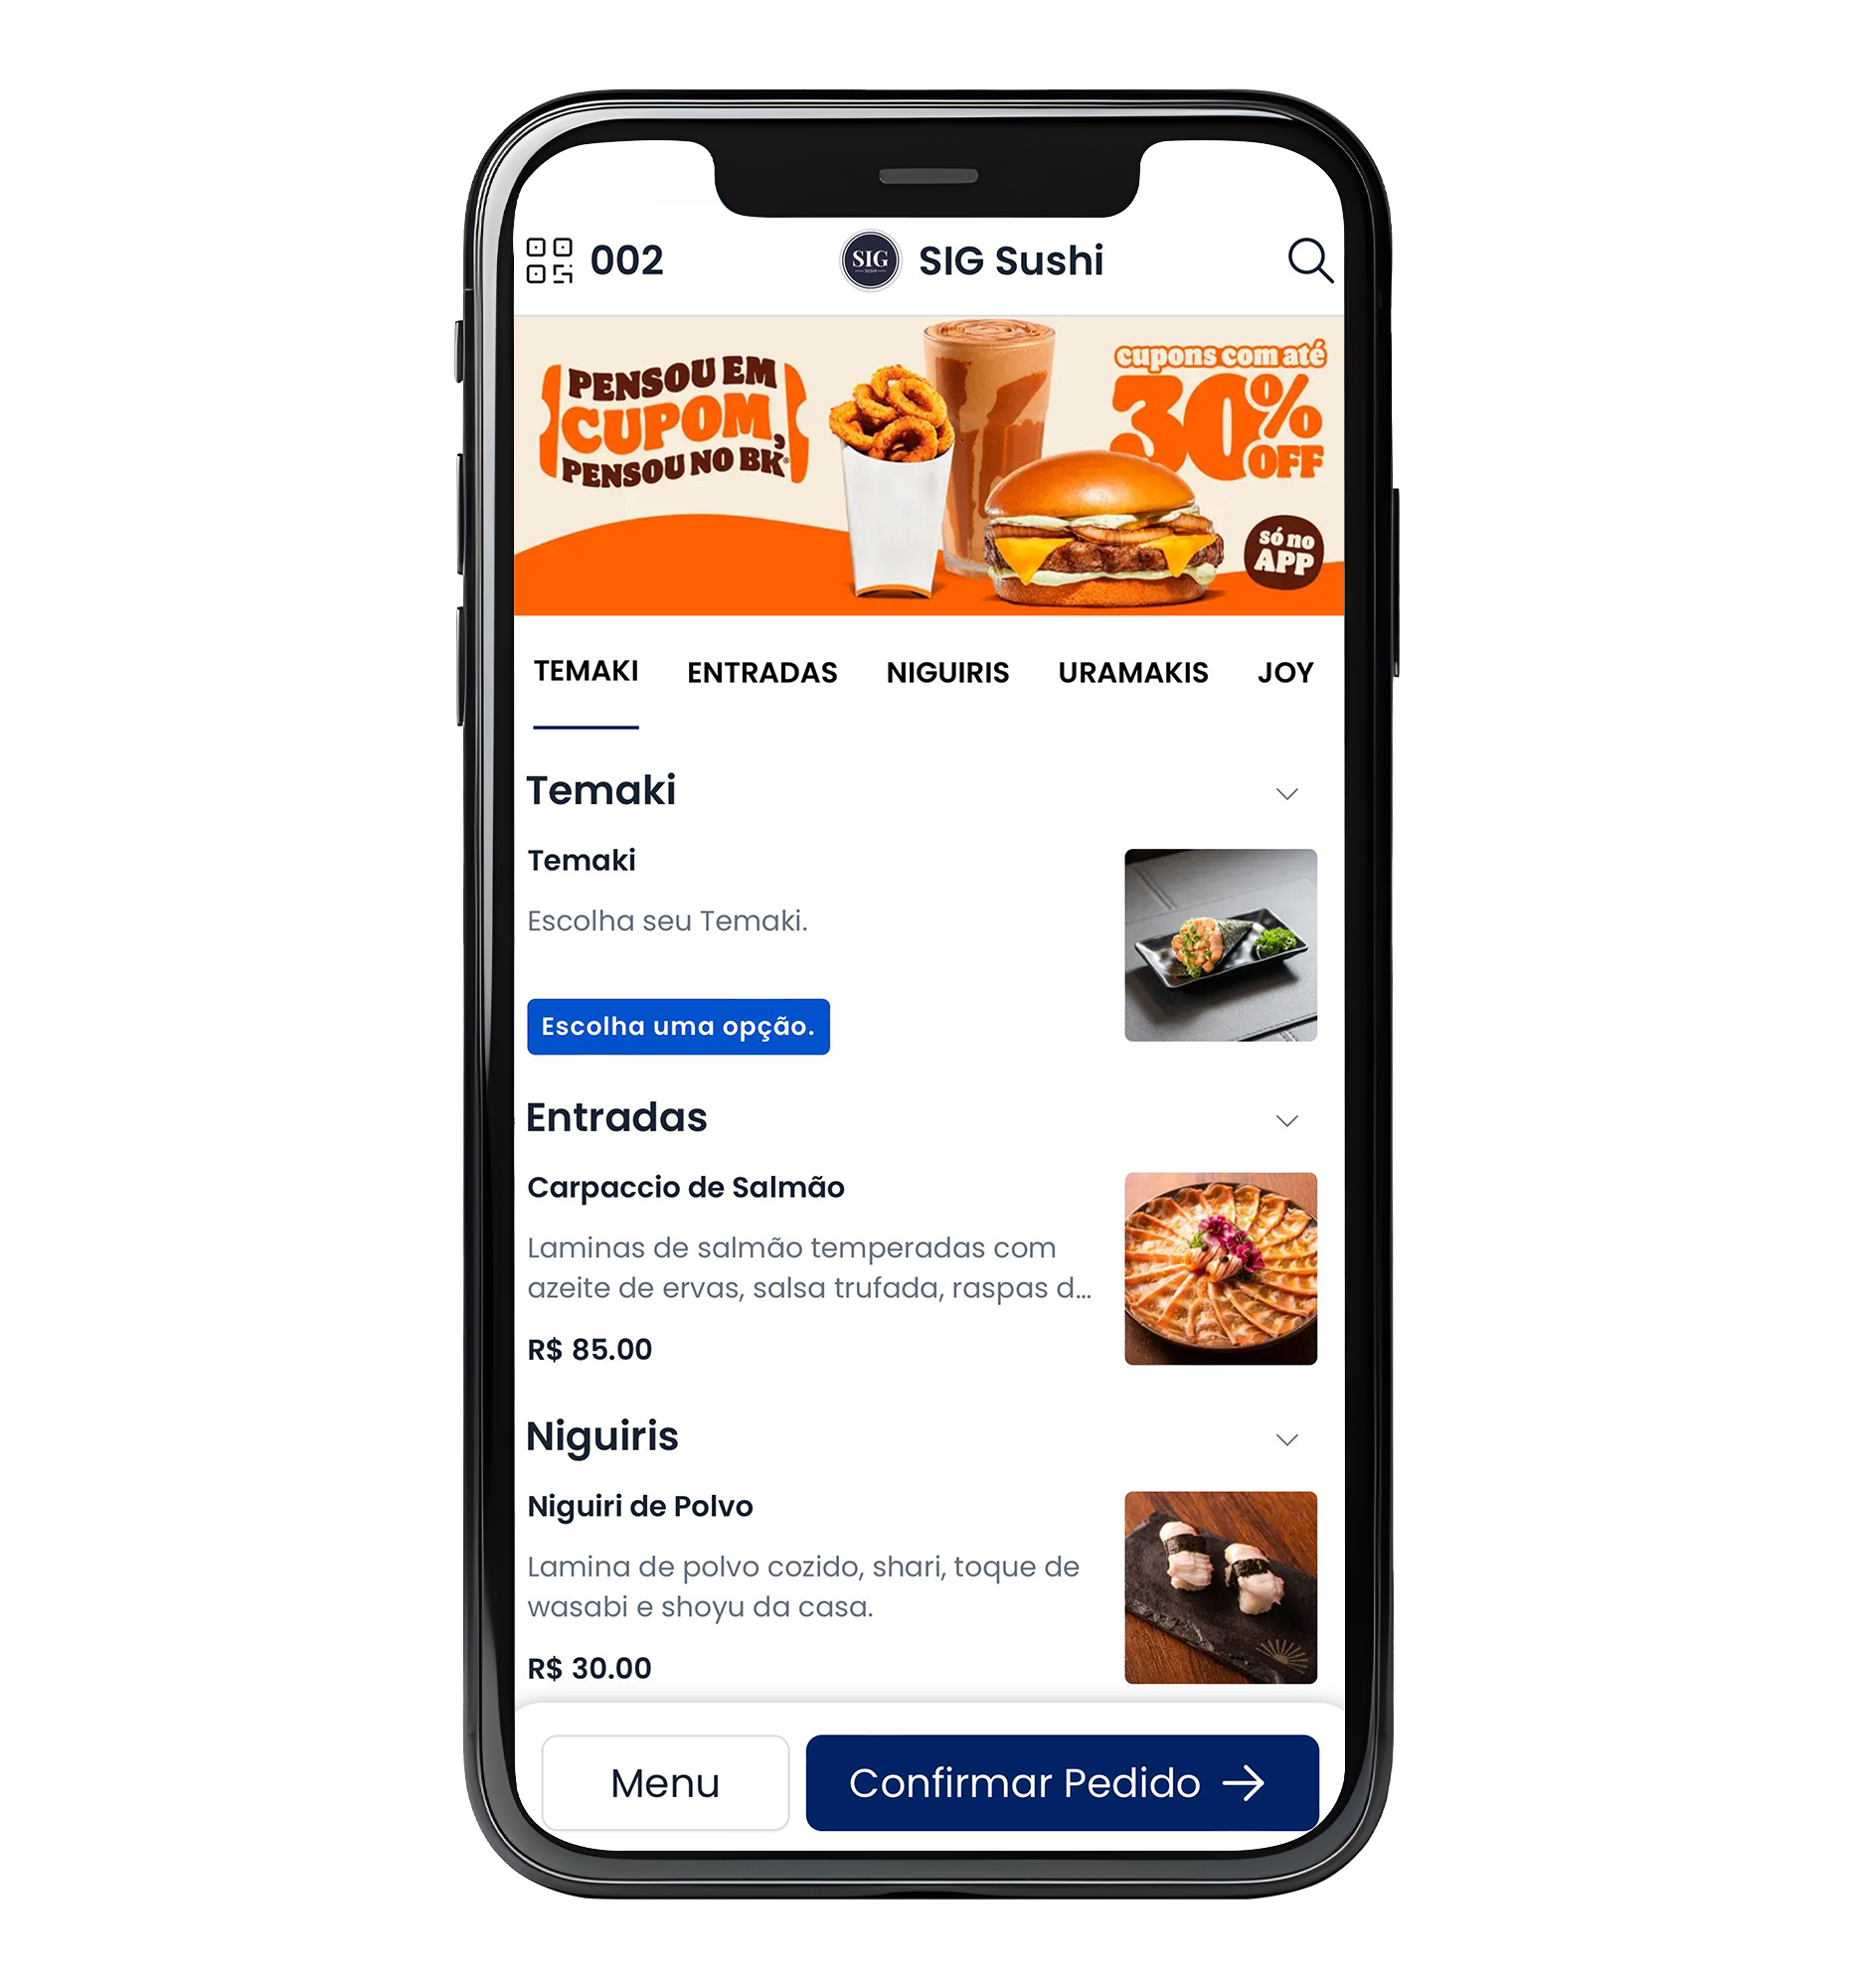 002
SIG
SUSHI
SIG Sushi
PENSOU EM
CUPOM,
PENSOU NO BK®
cupons com até
30%
OFF
só no
APP
TEMAKI ENTRADAS NIGUIRIS URAMAKIS JOY
Temaki
Temaki
Escolha seu Temaki.
Escolha uma opção.
Entradas
Carpaccio de Salmão
Laminas de salmão temperadas com
azeite de ervas, salsa trufada, raspas d...
R$ 85.00
Niguiris
Niguiri de Polvo
Lamina de polvo cozido, shari, toque de
wasabi e shoyu da casa.
R$ 30.00
Menu
Confirmar Pedido →